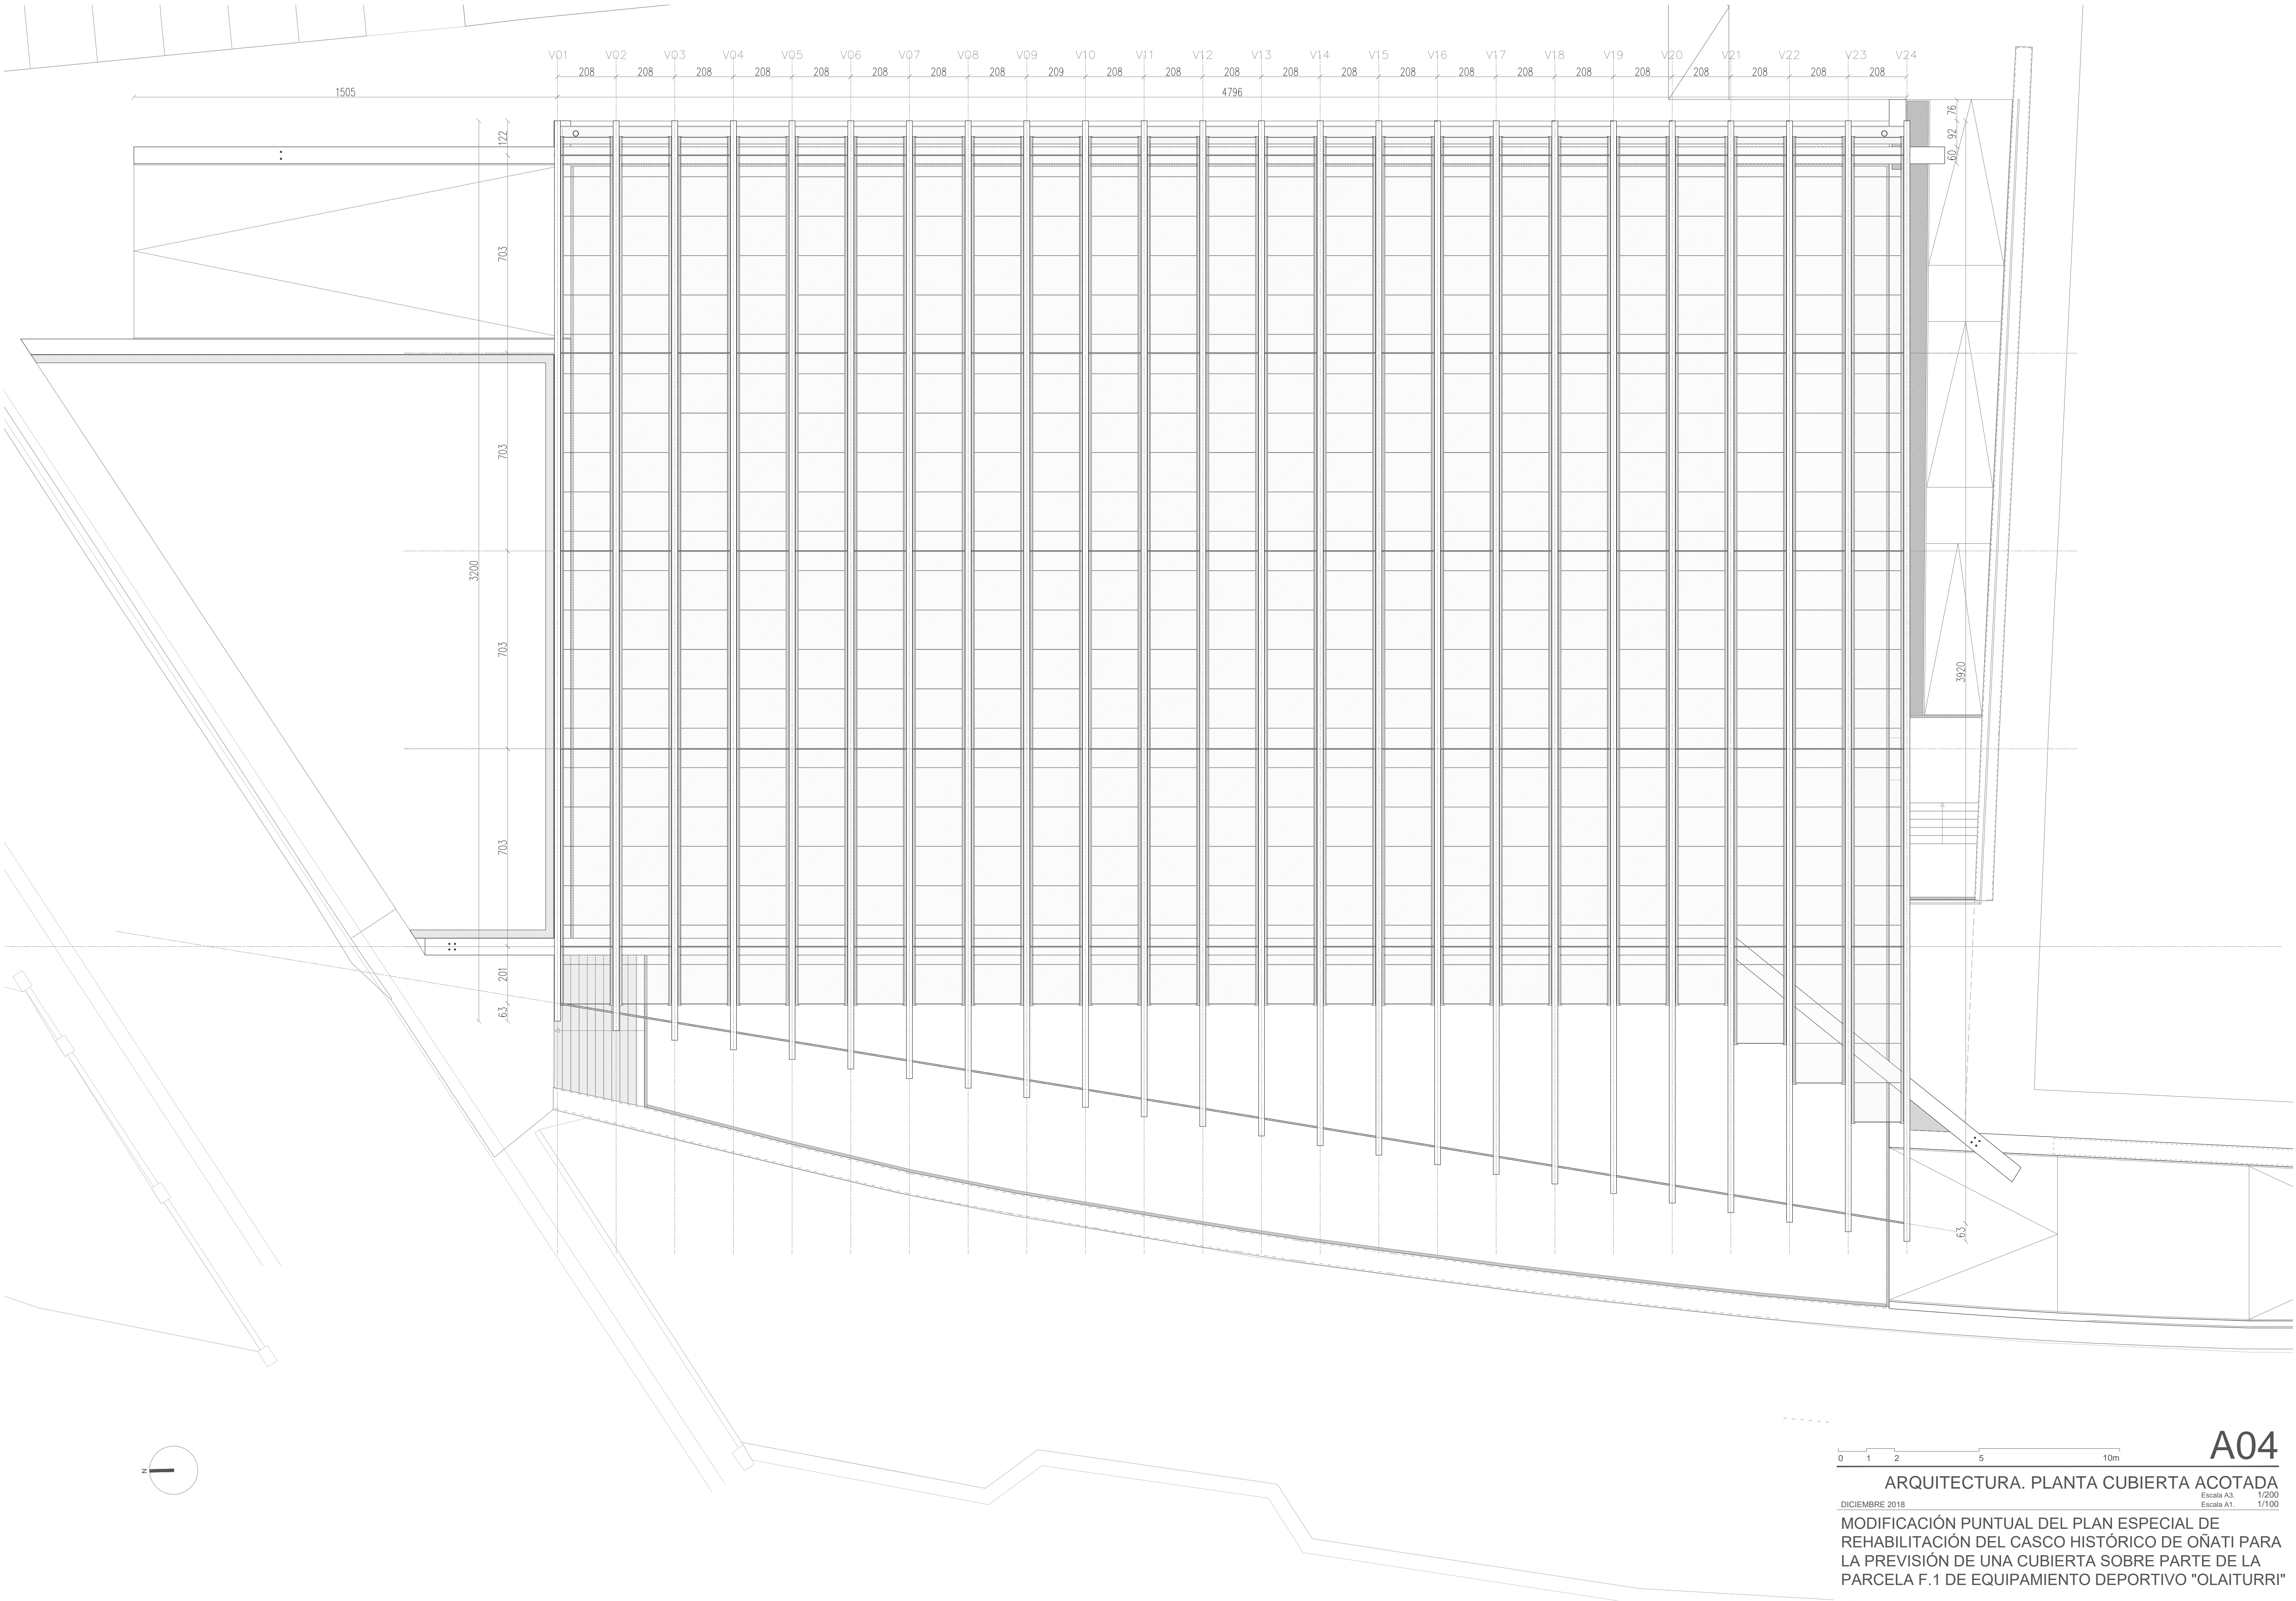 V01 V02 V03 V04 V05 V06 V07 V08 V09 V10 V11 V12 V13 V14 V15 V16 V17 V18 V19 V20 V21 V22 V23 V24
208 208 208 208 208 208 208 208 209 208 208 208 208 208 208 208 208 208 208 208 208 208 208
1505 4796
122
76
92
60
703
703
3200
703
3920
703
201
63
63
N
0 1 2 5 10m
A04
ARQUITECTURA. PLANTA CUBIERTA ACOTADA
Escala A3. 1/200
DICIEMBRE 2018 Escala A1. 1/100
MODIFICACIÓN PUNTUAL DEL PLAN ESPECIAL DE
REHABILITACIÓN DEL CASCO HISTÓRICO DE OÑATI PARA
LA PREVISIÓN DE UNA CUBIERTA SOBRE PARTE DE LA
PARCELA F.1 DE EQUIPAMIENTO DEPORTIVO "OLAITURRI"